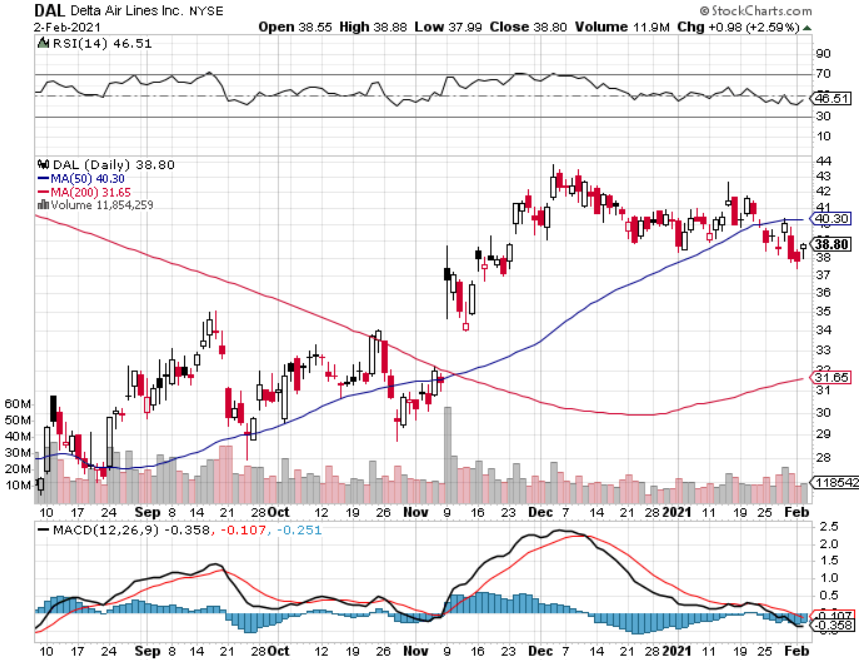 DAL Delta Air Lines Inc. NYSE © StockCharts.com
2-Feb-2021 Open 38.55 High 38.88 Low 37.99 Close 38.80 Volume 11.9M Chg +0.98 (+2.59%)
RSI(14) 46.51
90
70
46.51
30
10
DAL (Daily) 38.80
MA(50) 40.30
MA(200) 31.65
Volume 11,854,259
44
43
42
41
40.30
38.80
38
37
36
35
34
33
31.65
31
30
29
28
60M
50M
40M
30M
20M
10M
118542
10 17 24 Sep 8 14 21 28 Oct 12 19 26 Nov 9 16 23 Dec 7 14 21 28 2021 11 19 25 Feb
MACD(12,26,9) -0.358, -0.107, -0.251
2.5
2.0
1.5
1.0
0.5
-0.107
-0.358
10 17 24 Sep 8 14 21 28 Oct 12 19 26 Nov 9 16 23 Dec 7 14 21 28 2021 11 19 25 Feb